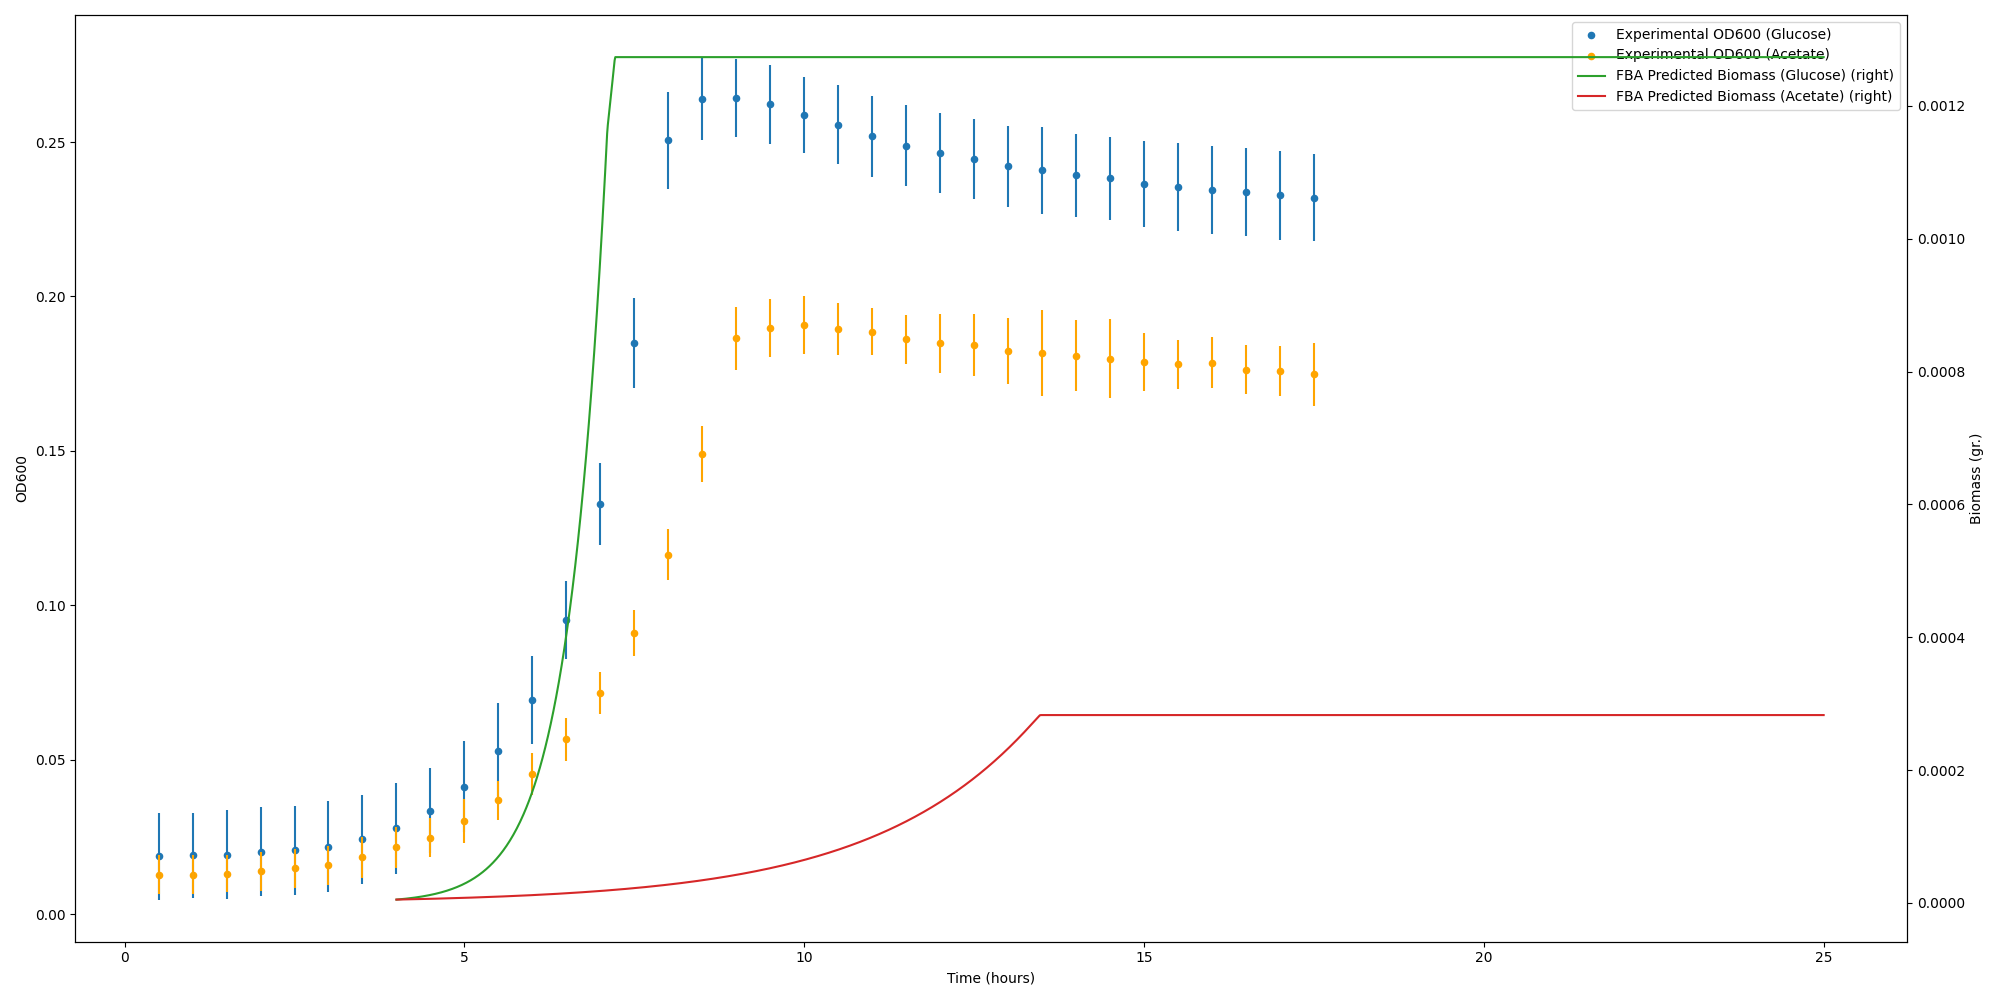 Experimental OD600 (Glucose)
Experimental OD600 (Acetate)
FBA Predicted Biomass (Glucose) (right)
FBA Predicted Biomass (Acetate) (right)
0.25
0.20
0.15
0.10
0.05
0.00
OD600
0.0012
0.0010
0.0008
0.0006
0.0004
0.0002
0.0000
Biomass (gr.)
0
5
10
15
20
25
Time (hours)